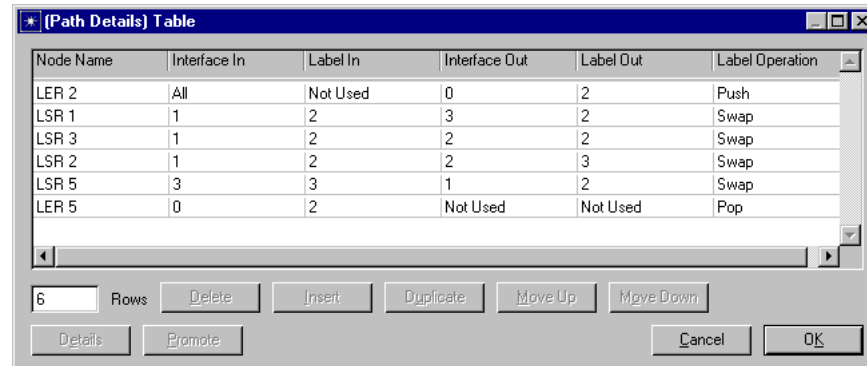 (Path Details) Table
Node Name Interface In Label In Interface Out Label Out Label Operation
LER 2 All Not Used 0 2 Push
LSR 1 1 2 3 2 Swap
LSR 3 1 2 2 2 Swap
LSR 2 1 2 2 3 Swap
LSR 5 3 3 1 2 Swap
LER 5 0 2 Not Used Not Used Pop
6 Rows Delete Insert Duplicate Move Up Move Down
Details Promote Cancel OK